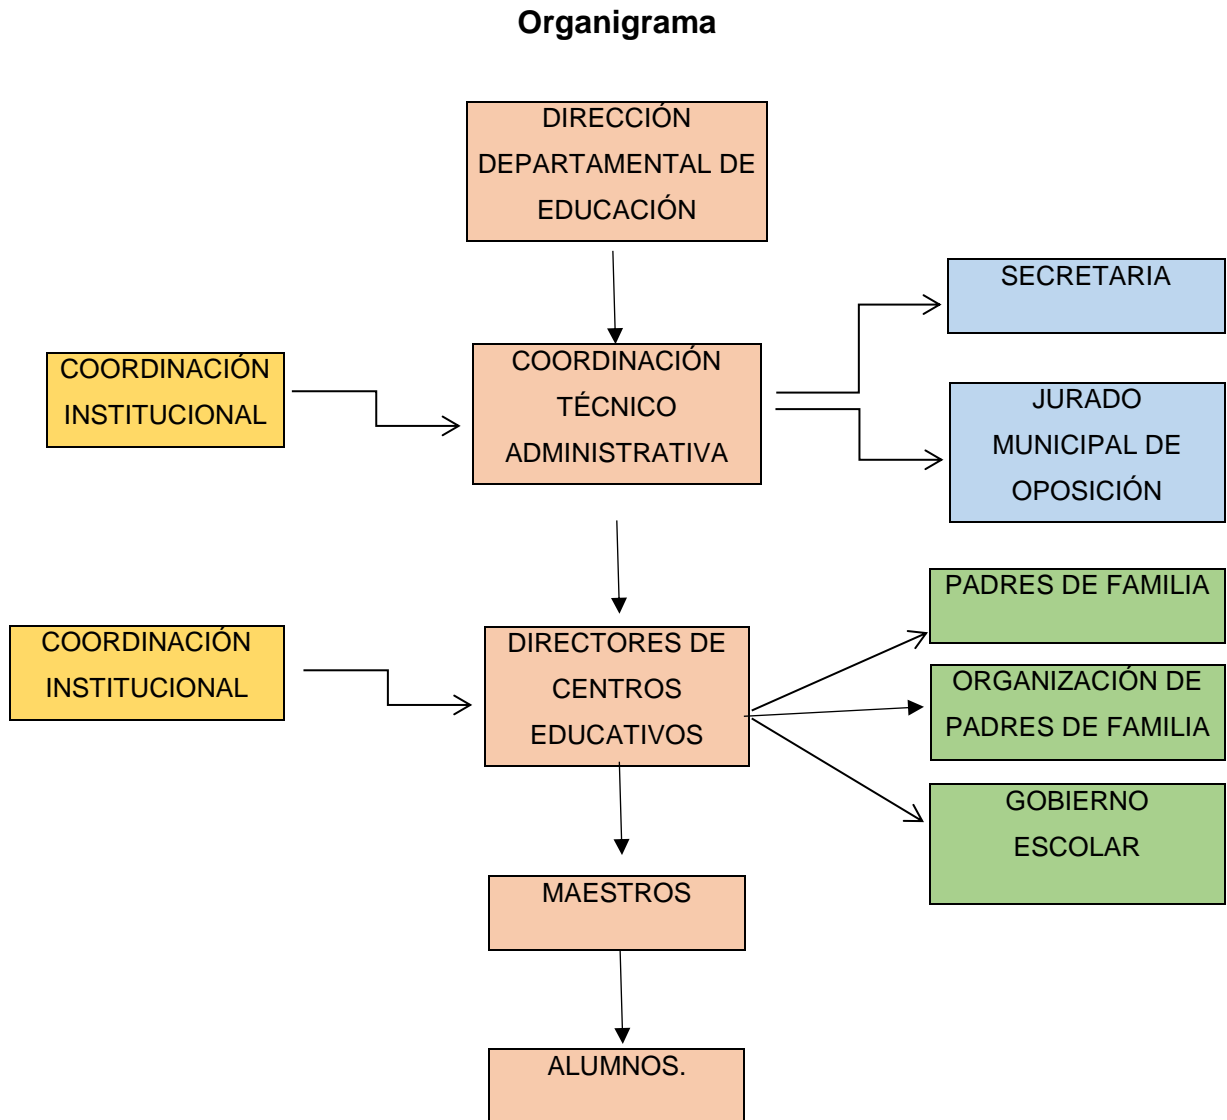 Organigrama
DIRECCIÓN
DEPARTAMENTAL DE
EDUCACIÓN
SECRETARIA
COORDINACIÓN
INSTITUCIONAL
COORDINACIÓN
TÉCNICO
ADMINISTRATIVA
JURADO
MUNICIPAL DE
OPOSICIÓN
PADRES DE FAMILIA
COORDINACIÓN
INSTITUCIONAL
DIRECTORES DE
CENTROS
EDUCATIVOS
ORGANIZACIÓN DE
PADRES DE FAMILIA
GOBIERNO
ESCOLAR
MAESTROS
ALUMNOS.